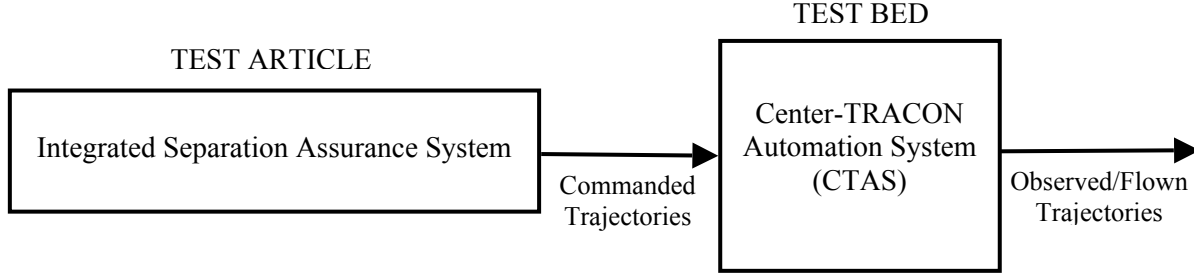 TEST BED
TEST ARTICLE
Integrated Separation Assurance System
Commanded
Trajectories
Center-TRACON
Automation System
(CTAS)
Observed/Flown
Trajectories